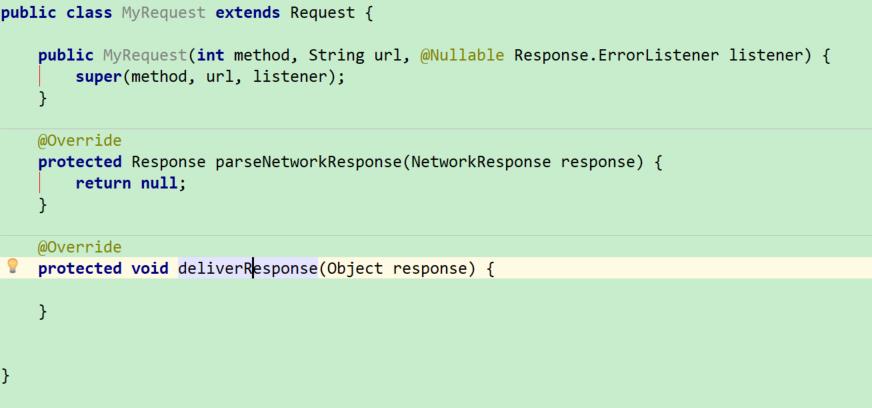 public class MyRequest extends Request {
public MyRequest(int method, String url, @Nullable Response.ErrorListener listener) {
super(method, url, listener);
}
@Override
protected Response parseNetworkResponse(NetworkResponse response) {
return null;
}
@Override
protected void deliverResponse(Object response) {
}
}